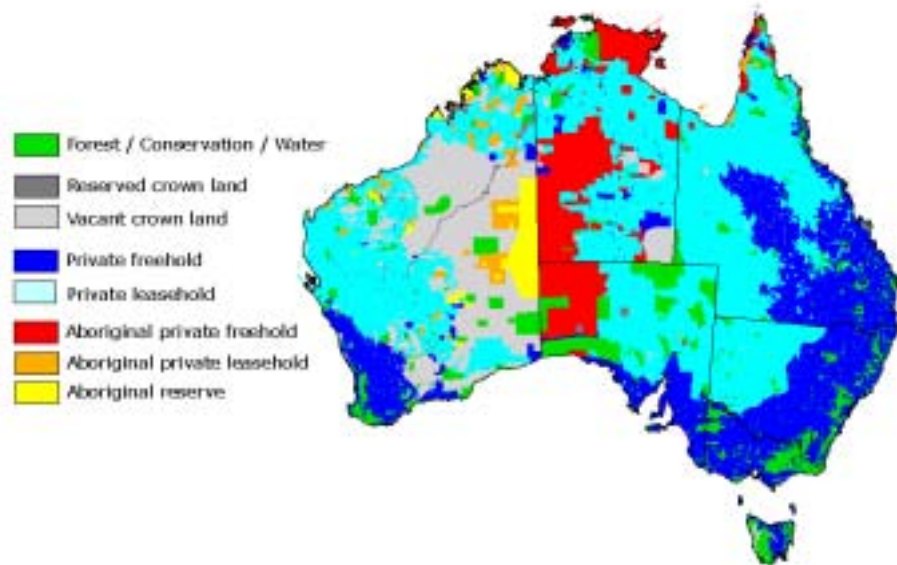 Forest / Conservation / Water
Reserved crown land
Vacant crown land
Private freehold
Private leasehold
Aboriginal private freehold
Aboriginal private leasehold
Aboriginal reserve